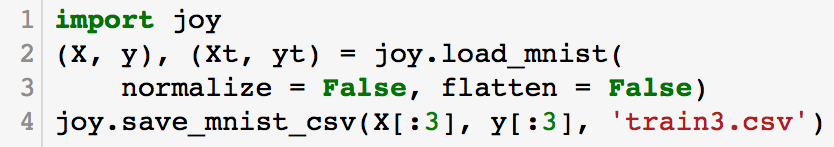 1 import joy
2 (X, y), (Xt, yt) = joy.load_mnist(
3     normalize = False, flatten = False)
4 joy.save_mnist_csv(X[:3], y[:3], 'train3.csv')